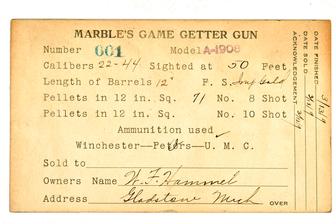 MARBLE'S GAME GETTER GUN
Number 001 Model A-1908
Calibers 22-44 Sighted at 50 Feet
Length of Barrels 12" F. S. Gold
Pellets in 12 in. Sq. 71 No. 8 Shot
Pellets in 12 in. Sq. No. 10 Shot
Ammunition used
Winchester—Peters—U. M. C.
Sold to
Owners Name W. F. Hammel
Address Gladstone Mich OVER
DATE FINISHED
DATE SOLD
ACKNOWLEDGEMENT